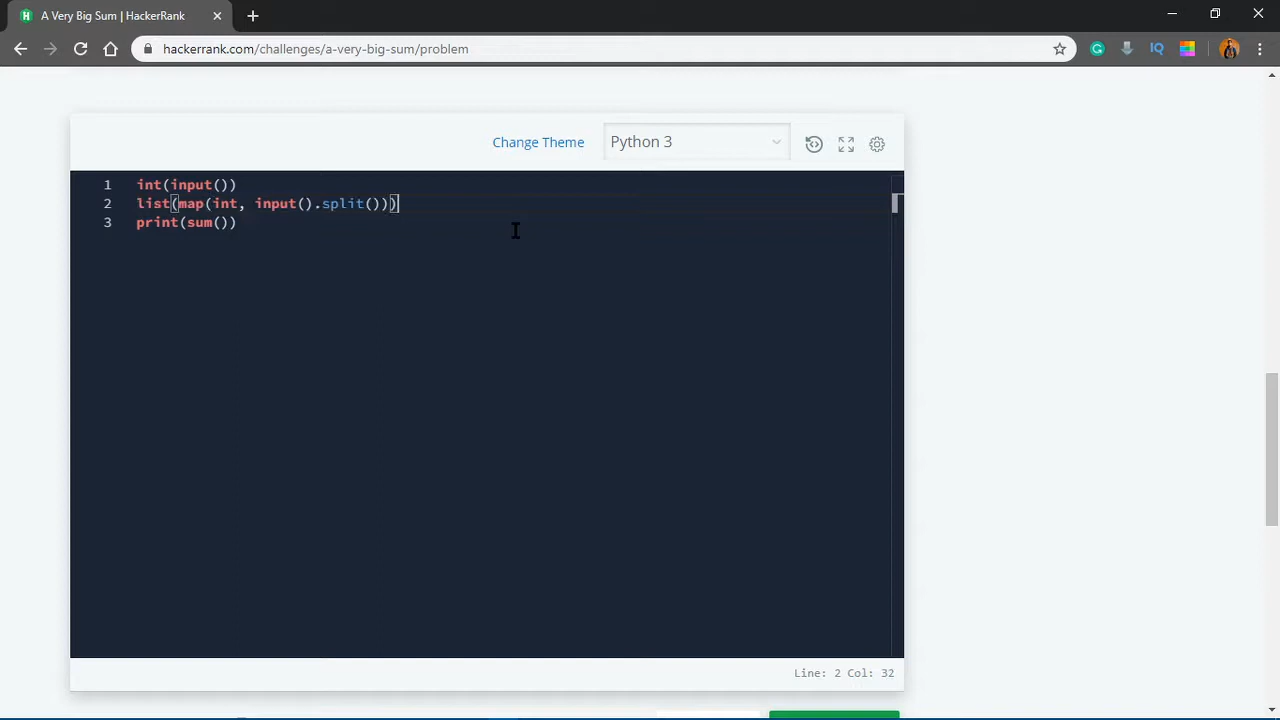 A Very Big Sum | HackerRank
hackerrank.com/challenges/a-very-big-sum/problem
Change Theme
Python 3
1 int(input())
2 list(map(int, input().split()))
3 print(sum())
Line: 2 Col: 32